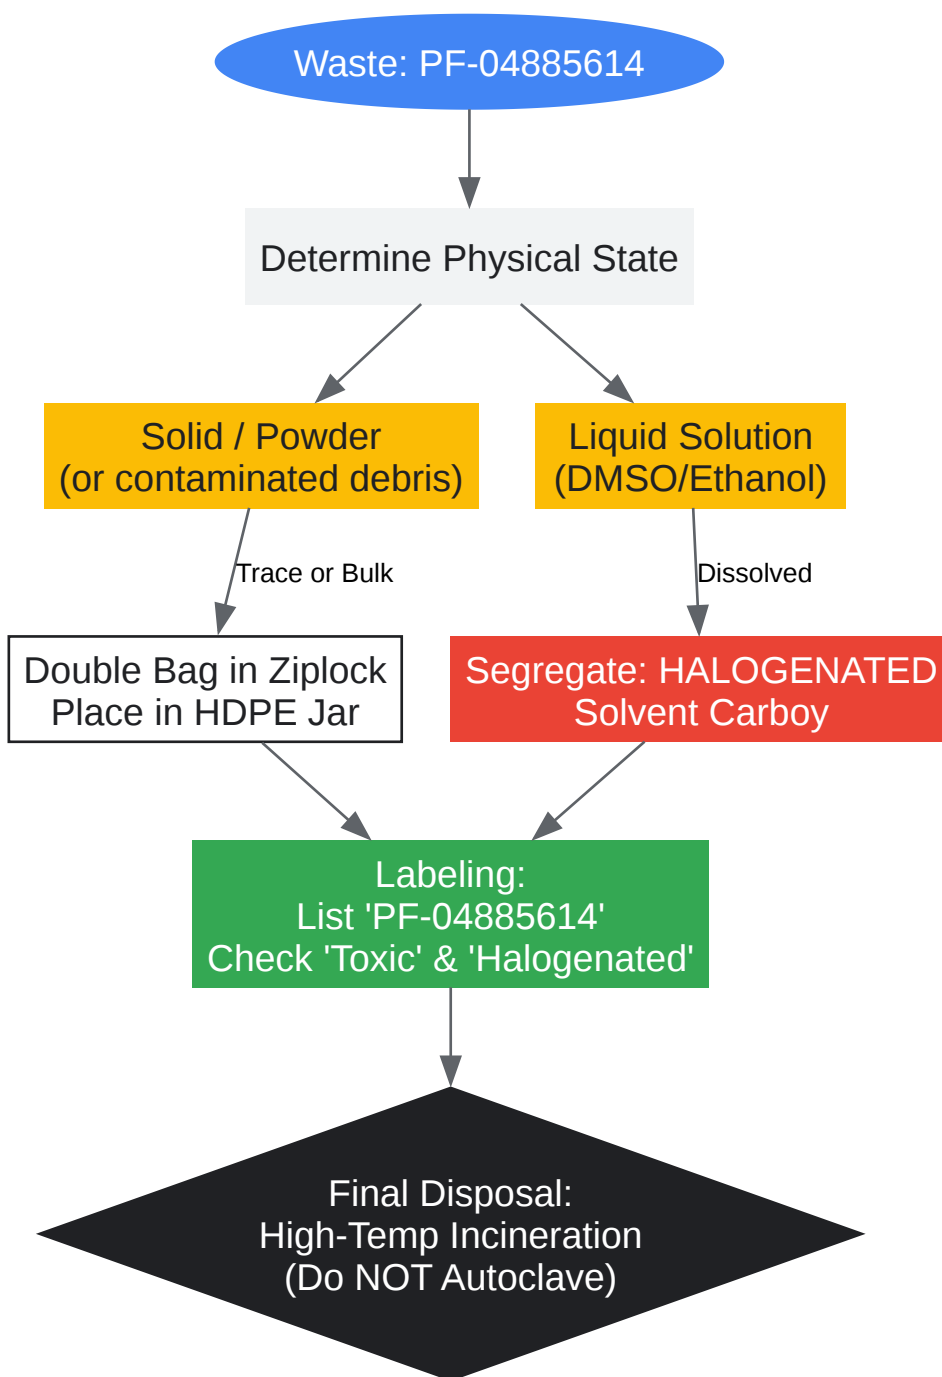 Waste: PF-04885614
Determine Physical State
Solid / Powder
(or contaminated debris)
Liquid Solution
(DMSO/Ethanol)
Trace or Bulk
Dissolved
Double Bag in Ziplock
Place in HDPE Jar
Segregate: HALOGENATED
Solvent Carboy
Labeling:
List 'PF-04885614'
Check 'Toxic' & 'Halogenated'
Final Disposal:
High-Temp Incineration
(Do NOT Autoclave)